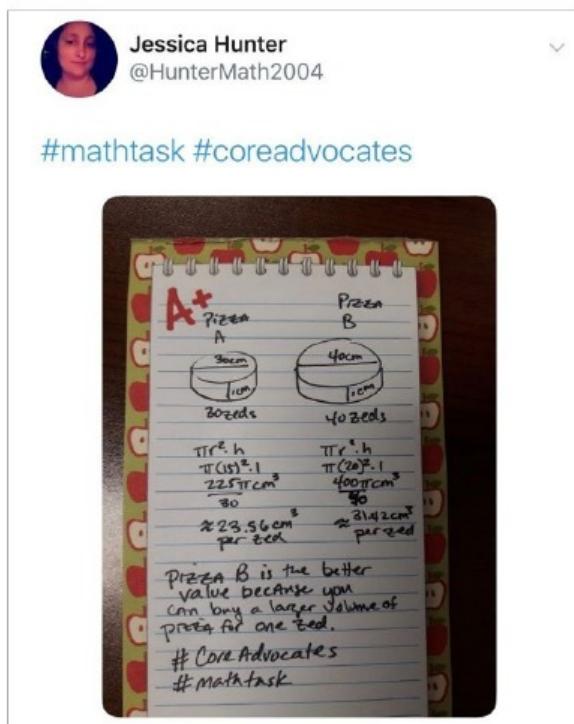 Jessica Hunter
@HunterMath2004
#mathtask #coreadvocates
A+
Pizza A
Pizza B
30cm
40cm
1cm
1cm
30zeds
40 zeds
πr²·h
πr²·h
π(15)²·1
π(20)²·1
225πcm³
400πcm³
30
≈23.56cm³
≈31.42cm³
per zed
per zed
Pizza B is the better
value because you
can buy a larger volume of
pizza for one zed.
# CoreAdvocates
# mathtask